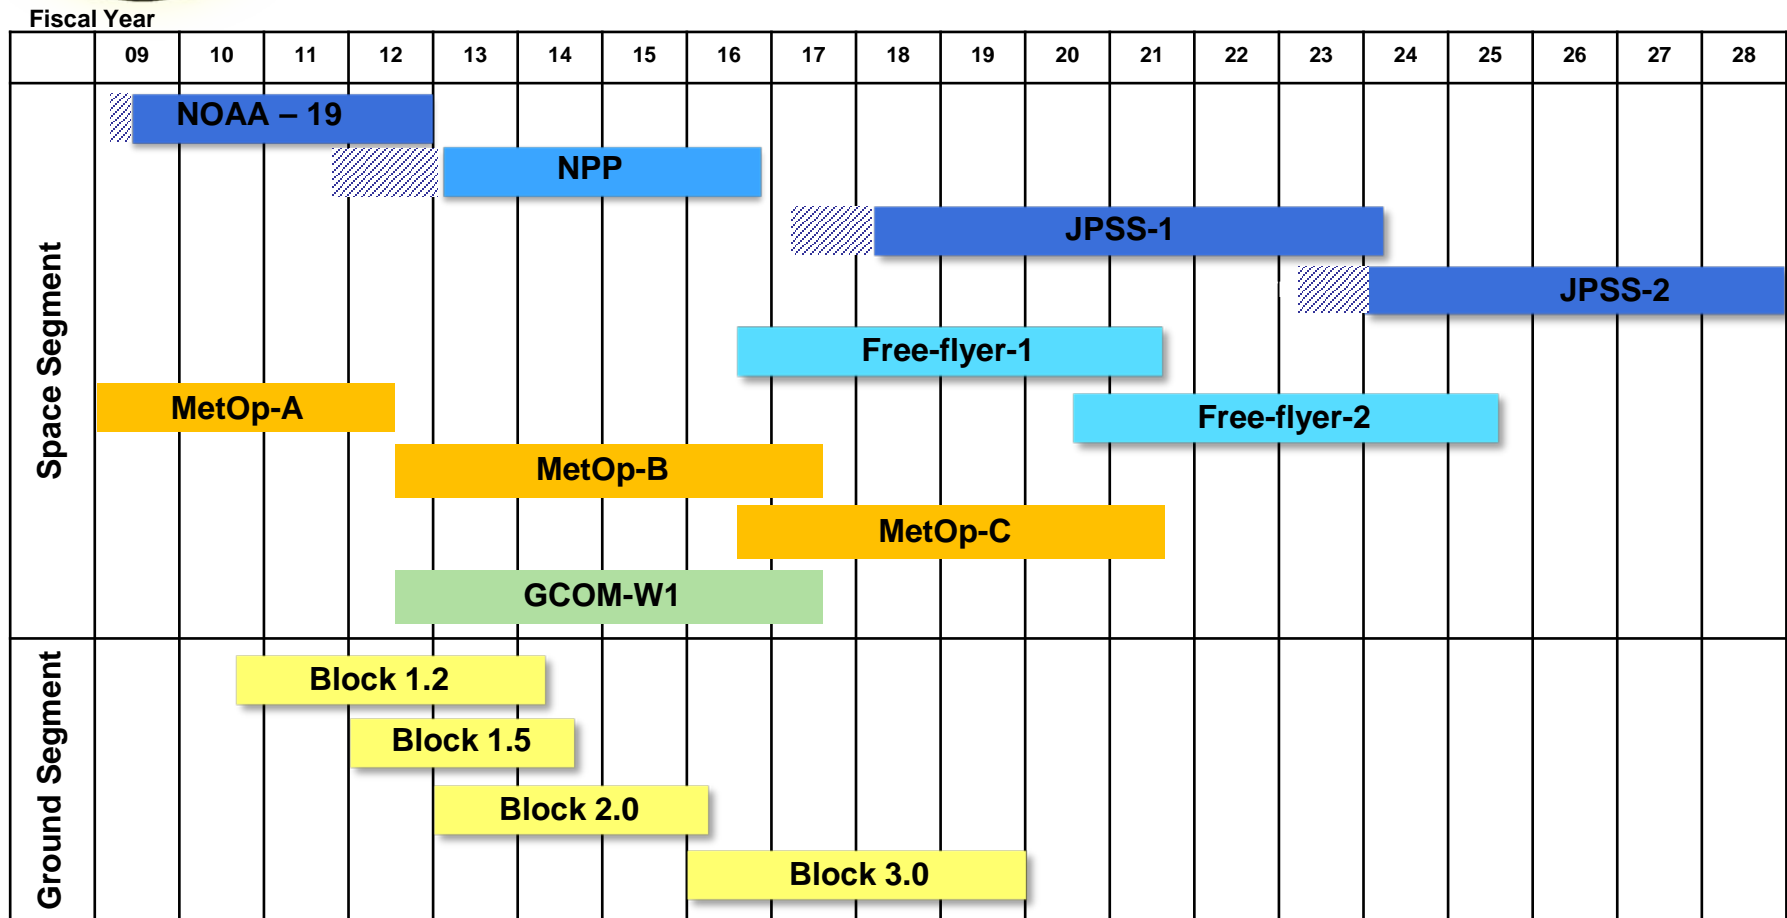 Fiscal Year
09 10 11 12 13 14 15 16 17 18 19 20 21 22 23 24 25 26 27 28
Space Segment
NOAA – 19
NPP
JPSS-1
JPSS-2
Free-flyer-1
MetOp-A
Free-flyer-2
MetOp-B
MetOp-C
GCOM-W1
Ground Segment
Block 1.2
Block 1.5
Block 2.0
Block 3.0